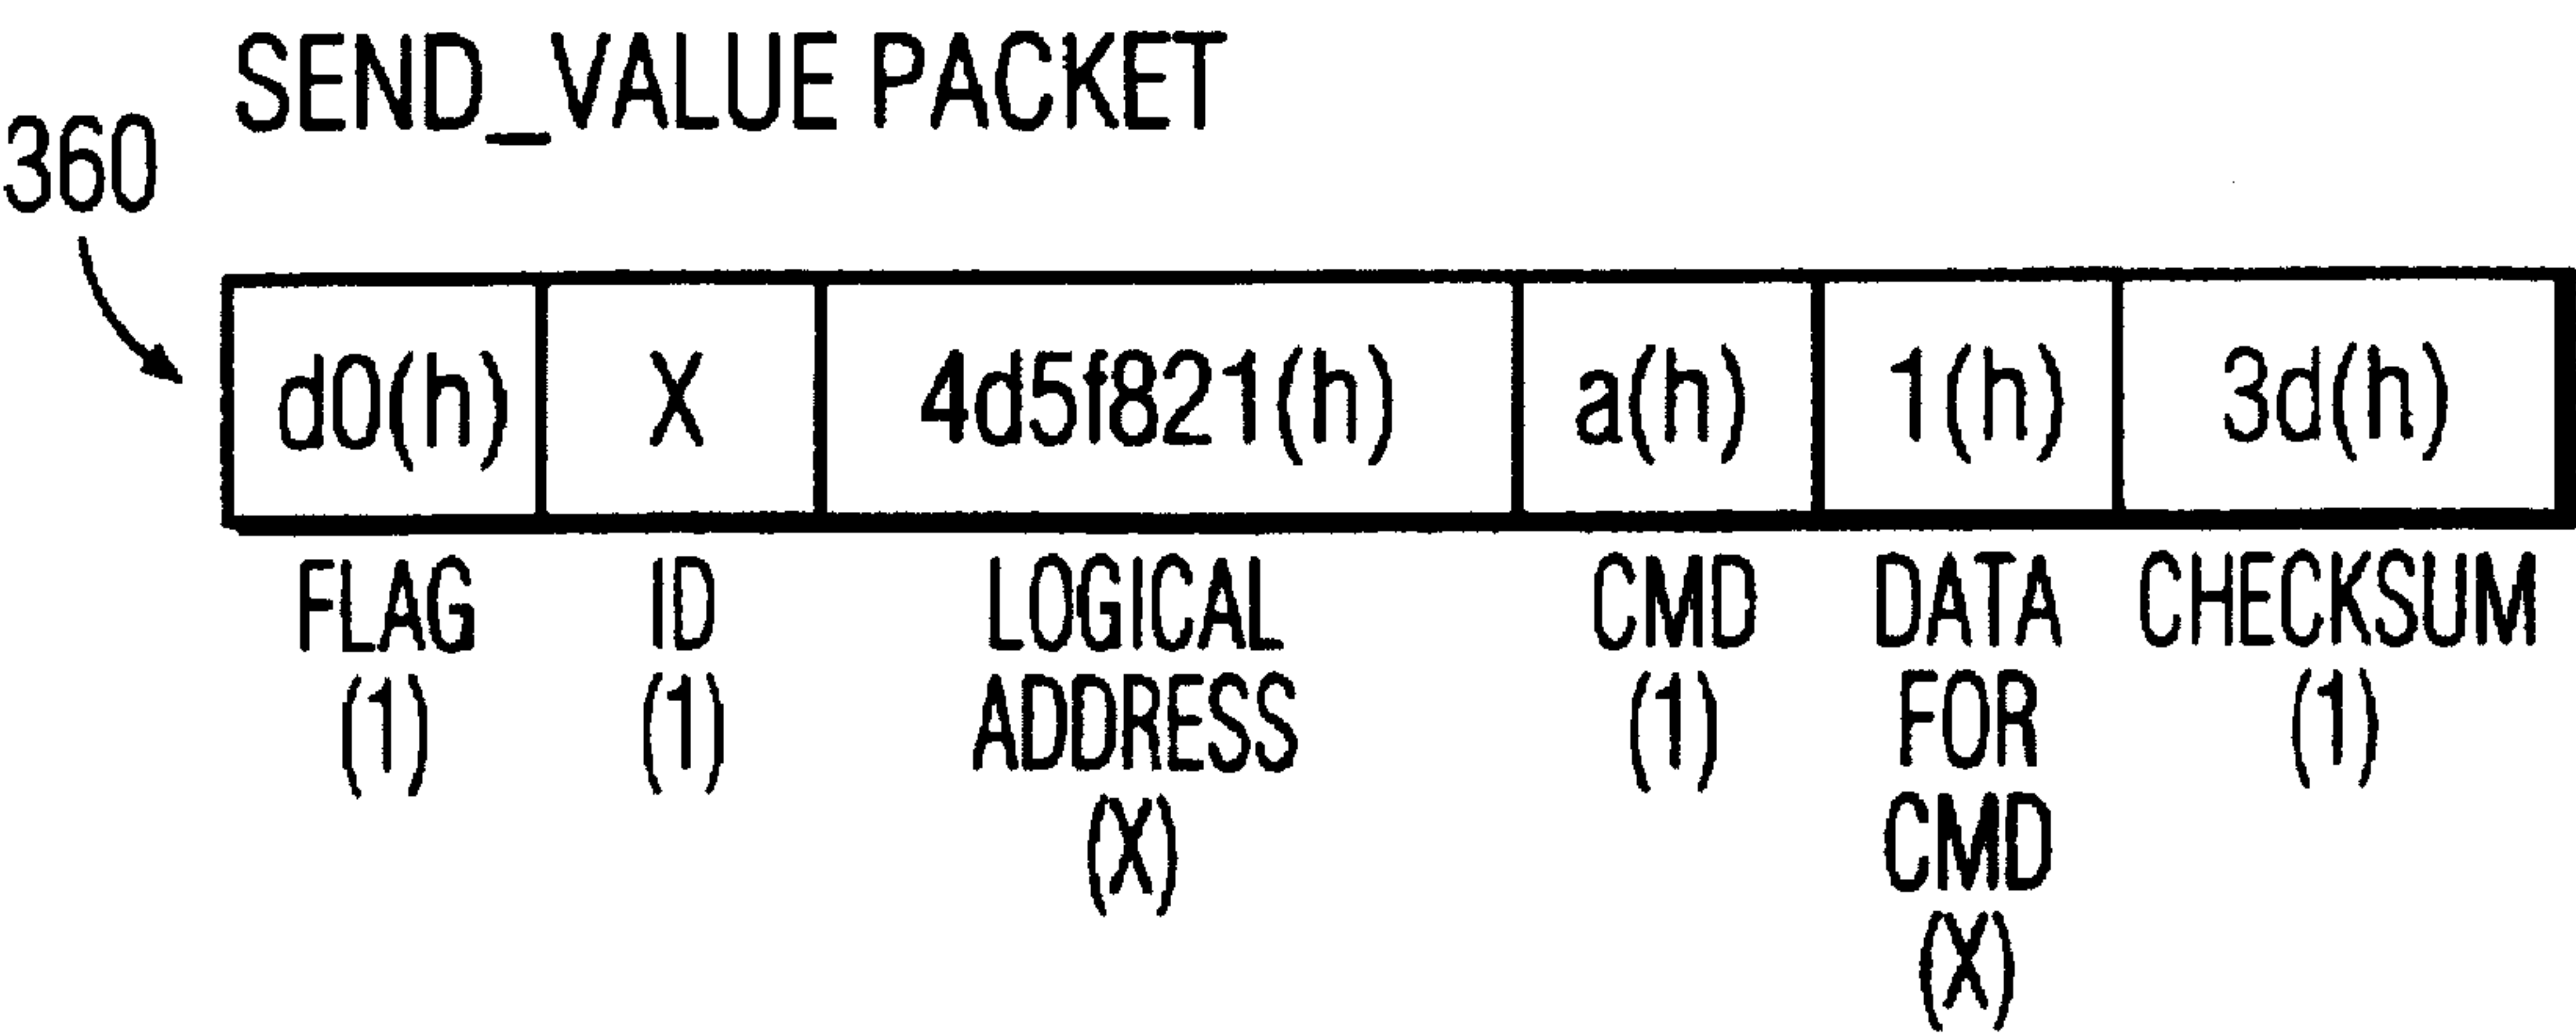 SEND_VALUE PACKET
360
d0(h) X 4d5f821(h) a(h) 1(h) 3d(h)
FLAG ID LOGICAL CMD DATA CHECKSUM
(1) (1) ADDRESS (1) FOR (1)
(X) CMD
(X)